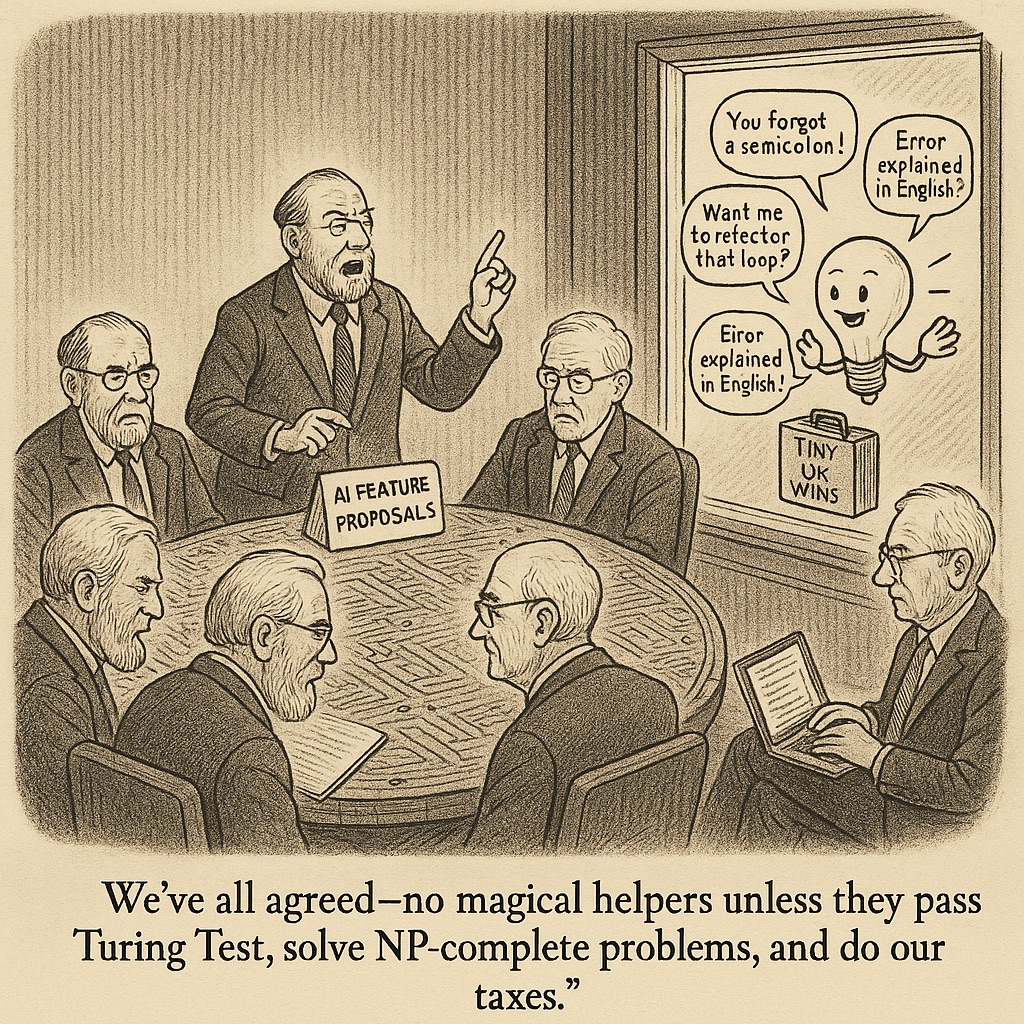 You forgot
a semicolon!
Error
explained
in English?
Want me
to refector
that loop?
Eiror
explained
in English!
TINY
UK
WINS
AI FEATURE
PROPOSALS
We’ve all agreed—no magical helpers unless they pass
Turing Test, solve NP-complete problems, and do our
taxes.”